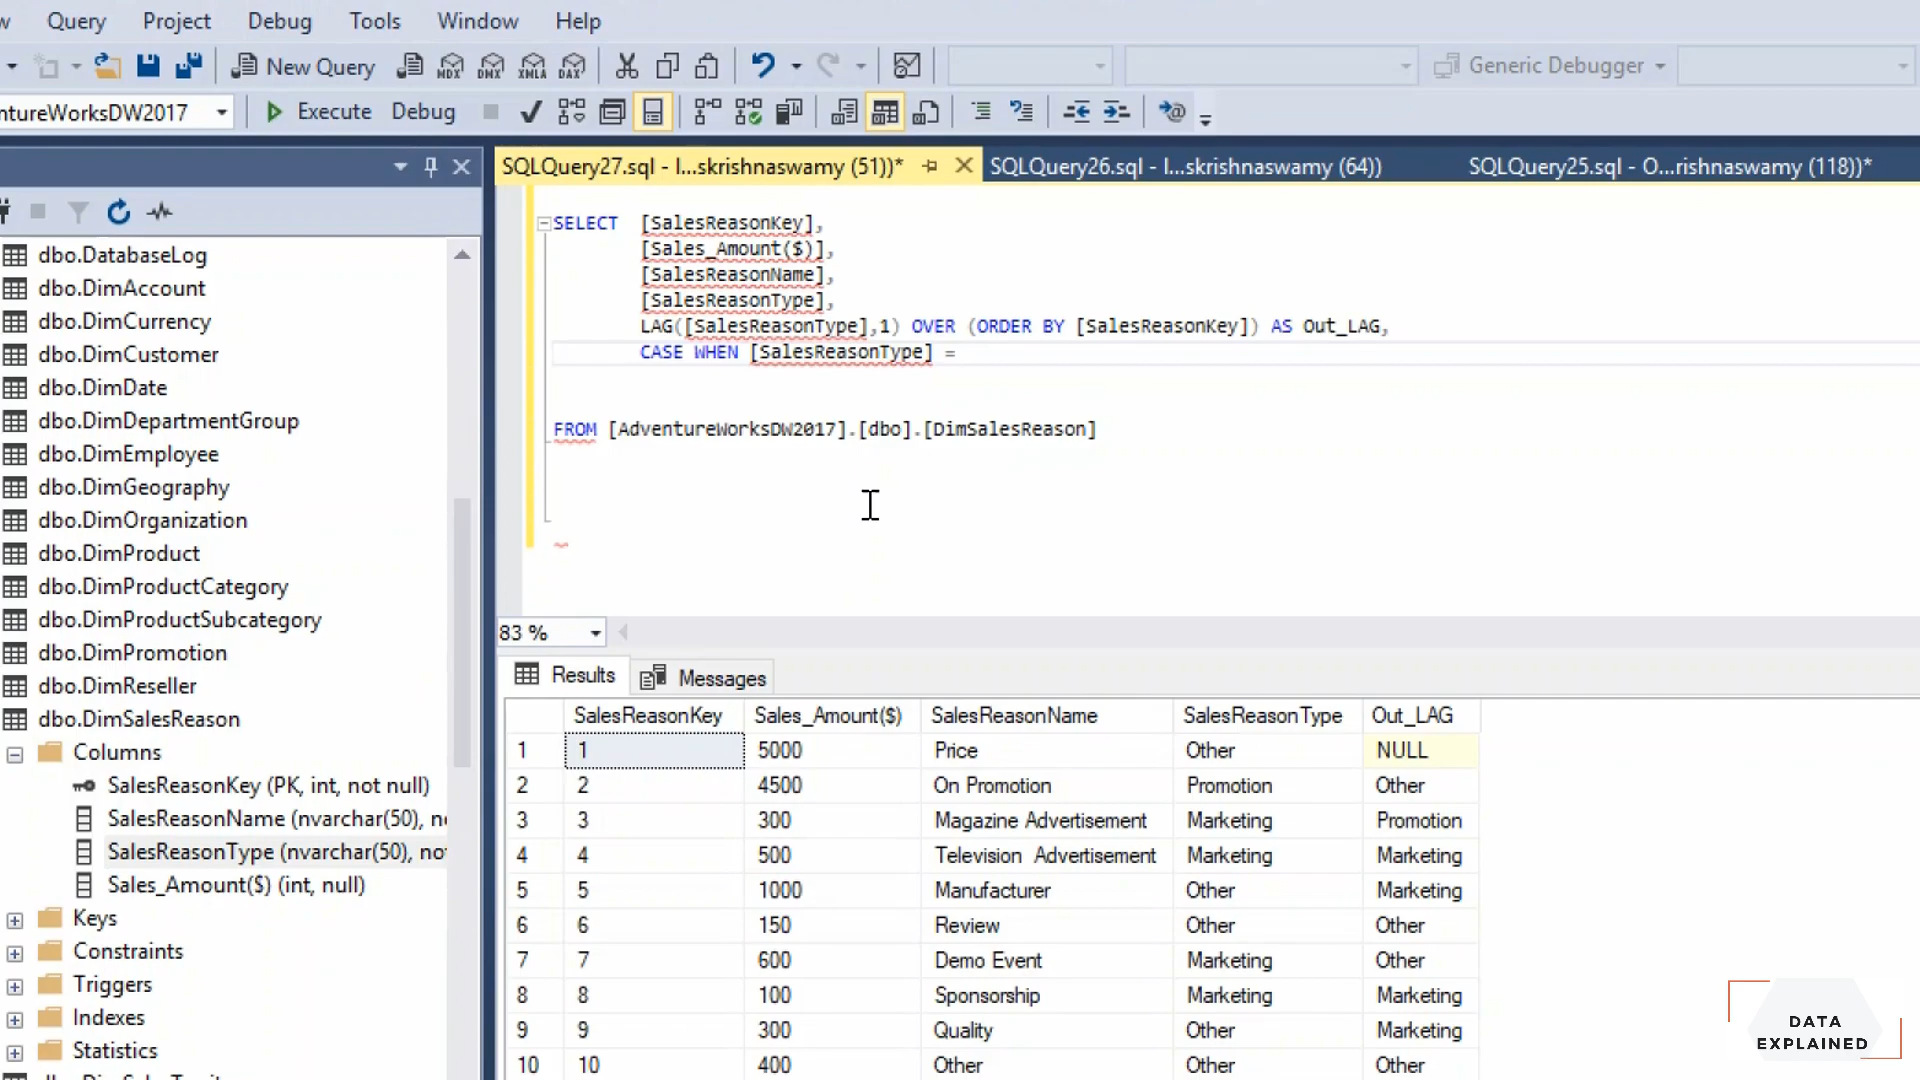 Query Project Debug Tools Window Help
New Query MDX DMX XMLA DAX Generic Debugger
ntureWorksDW2017 Execute Debug
SQLQuery27.sql - I...skrishnaswamy (51))* SQLQuery26.sql - I...skrishnaswamy (64)) SQLQuery25.sql - O...rishnaswamy (118))*
dbo.DatabaseLog
dbo.DimAccount
dbo.DimCurrency
dbo.DimCustomer
dbo.DimDate
dbo.DimDepartmentGroup
dbo.DimEmployee
dbo.DimGeography
dbo.DimOrganization
dbo.DimProduct
dbo.DimProductCategory
dbo.DimProductSubcategory
dbo.DimPromotion
dbo.DimReseller
dbo.DimSalesReason
Columns
SalesReasonKey (PK, int, not null)
SalesReasonName (nvarchar(50), n
SalesReasonType (nvarchar(50), no
Sales_Amount($) (int, null)
Keys
Constraints
Triggers
Indexes
Statistics
SELECT [SalesReasonKey],
[Sales_Amount($)],
[SalesReasonName],
[SalesReasonType],
LAG([SalesReasonType],1) OVER (ORDER BY [SalesReasonKey]) AS Out_LAG,
CASE WHEN [SalesReasonType] =
FROM [AdventureWorksDW2017].[dbo].[DimSalesReason]
83 %
Results Messages
SalesReasonKey Sales_Amount($) SalesReasonName SalesReasonType Out_LAG
1 1 5000 Price Other NULL
2 2 4500 On Promotion Promotion Other
3 3 300 Magazine Advertisement Marketing Promotion
4 4 500 Television Advertisement Marketing Marketing
5 5 1000 Manufacturer Other Marketing
6 6 150 Review Other Other
7 7 600 Demo Event Marketing Other
8 8 100 Sponsorship Marketing Marketing
9 9 300 Quality Other Marketing
10 10 400 Other Other Other
DATA
EXPLAINED